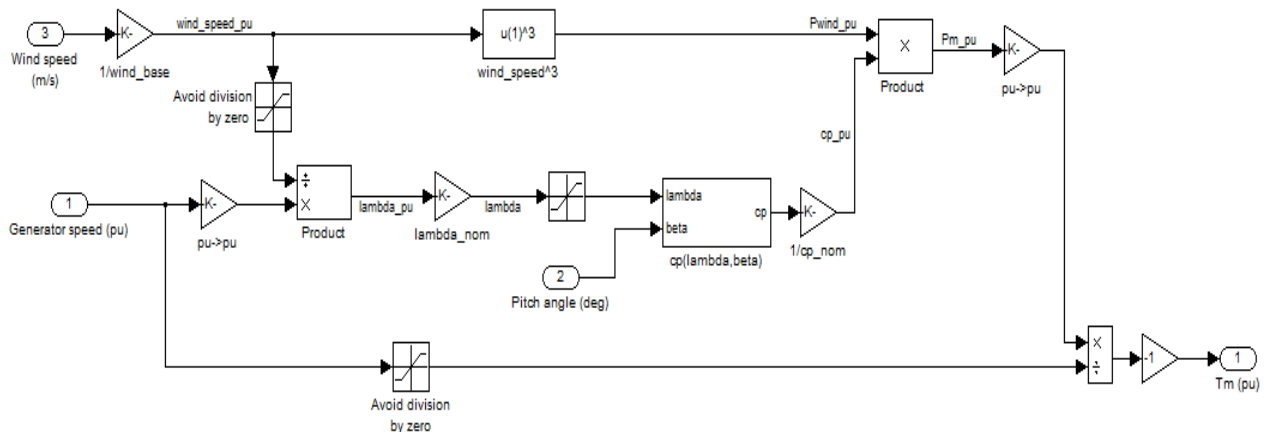 3
Wind speed
(m/s)
K-
1/wind_base
wind_speed_pu
u(1)^3
wind_speed^3
Pwind_pu
X
Product
Pm_pu
K-
pu->pu
Avoid division
by zero
cp_pu
1
Generator speed (pu)
K-
pu->pu
÷
X
Product
lambda_pu
K-
lambda_nom
lambda
lambda
beta
cp
cp(lambda,beta)
K-
1/cp_nom
2
Pitch angle (deg)
Avoid division
by zero
X
÷
-1
1
Tm (pu)